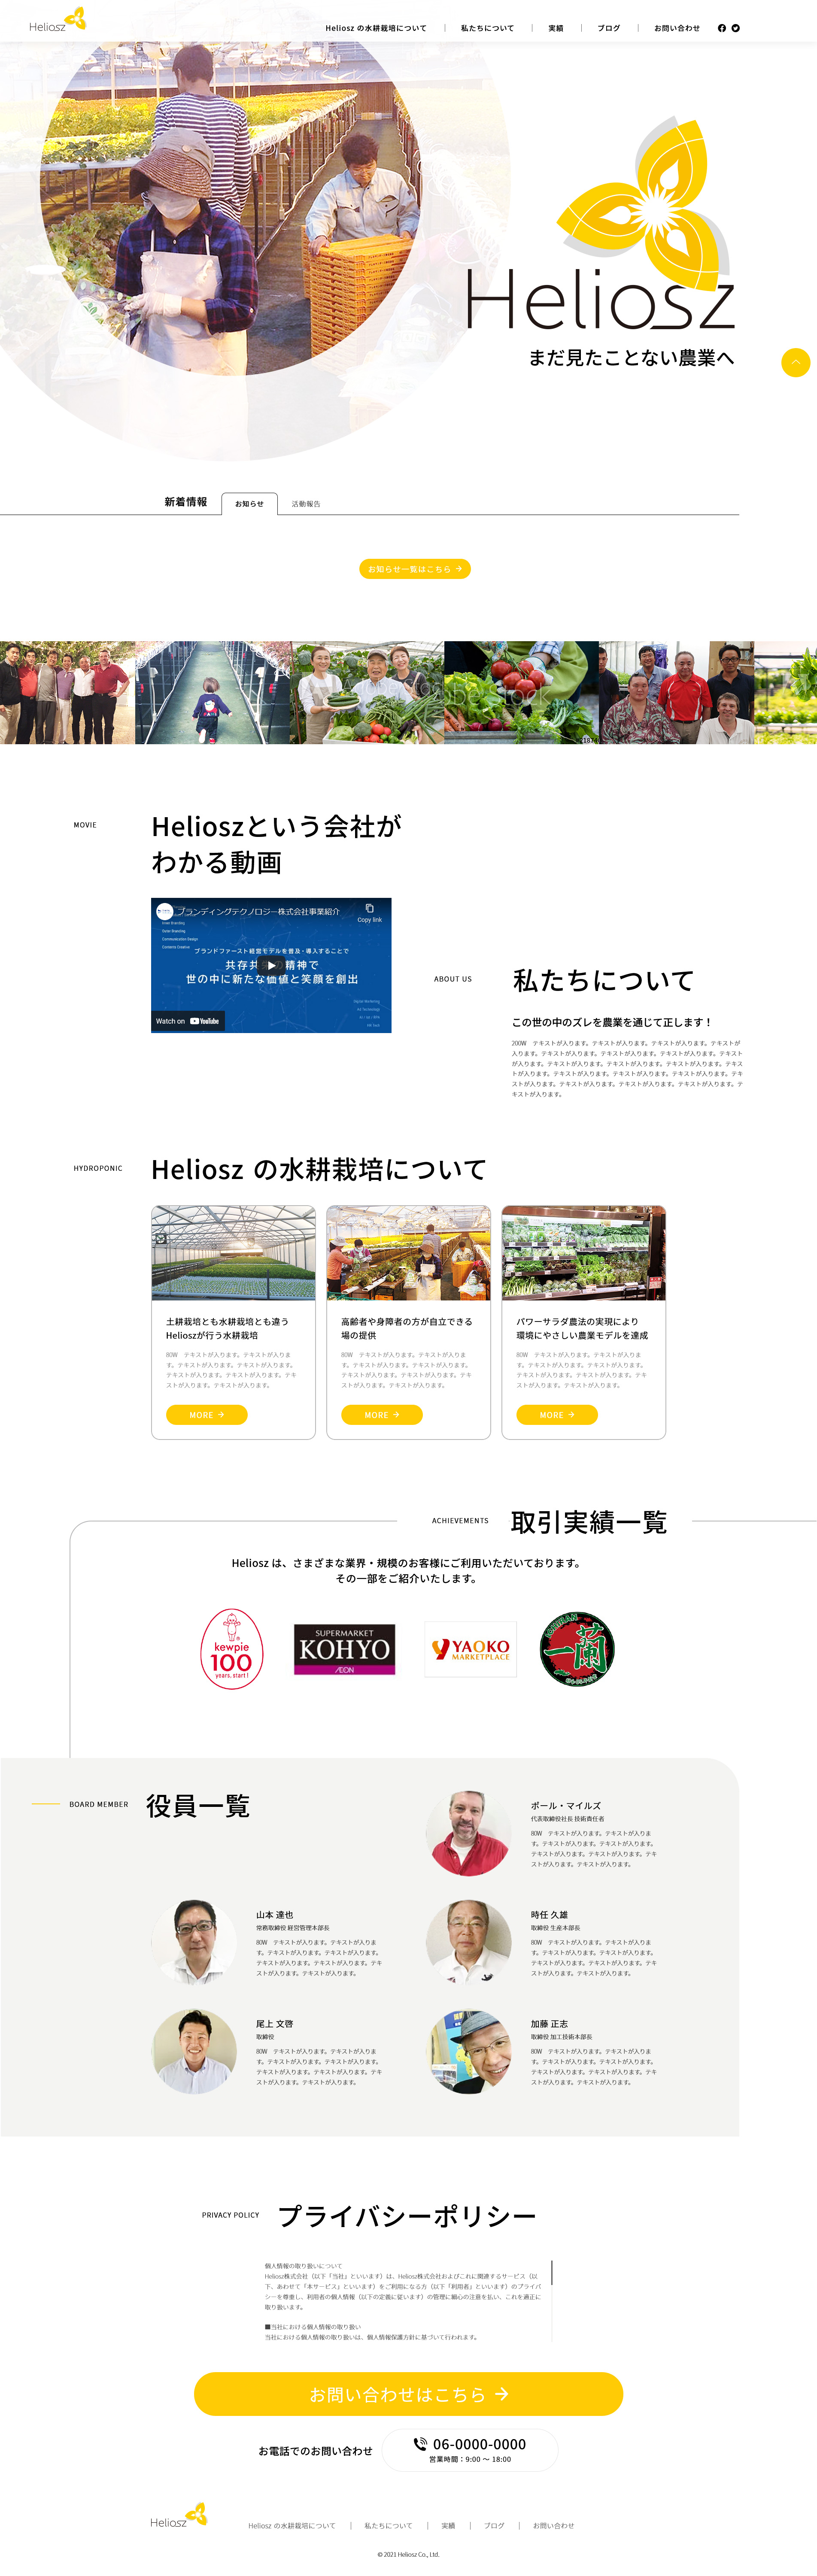 Heliosz
Heliosz の水耕栽培について
私たちについて
実績
ブログ
お問い合わせ
Heliosz
まだ見たことない農業へ
新着情報
お知らせ
活動報告
お知らせ一覧はこちら
MOVIE
Helioszという会社が
わかる動画
ブランディングテクノロジー株式会社事業紹介
Copy link
ブランドファースト経営モデルを普及・導入することで
世の中に新たな価値と笑顔を創出
Watch on YouTube
ABOUT US
私たちについて
この世の中のズレを農業を通じて正します！
200W　テキストが入ります。テキストが入ります。テキストが入ります。テキストが
入ります。テキストが入ります。テキストが入ります。テキストが入ります。テキスト
が入ります。テキストが入ります。テキストが入ります。テキストが入ります。テキス
トが入ります。テキストが入ります。テキストが入ります。テキストが入ります。テキ
ストが入ります。テキストが入ります。テキストが入ります。テキストが入ります。テ
キストが入ります。
HYDROPONIC
Heliosz の水耕栽培について
土耕栽培とも水耕栽培とも違う
Helioszが行う水耕栽培
80W　テキストが入ります。テキストが入りま
す。テキストが入ります。テキストが入ります。
テキストが入ります。テキストが入ります。テキ
ストが入ります。テキストが入ります。
MORE
高齢者や身障者の方が自立できる
場の提供
80W　テキストが入ります。テキストが入りま
す。テキストが入ります。テキストが入ります。
テキストが入ります。テキストが入ります。テキ
ストが入ります。テキストが入ります。
MORE
パワーサラダ農法の実現により
環境にやさしい農業モデルを達成
80W　テキストが入ります。テキストが入りま
す。テキストが入ります。テキストが入ります。
テキストが入ります。テキストが入ります。テキ
ストが入ります。テキストが入ります。
MORE
ACHIEVEMENTS
取引実績一覧
Heliosz は、さまざまな業界・規模のお客様にご利用いただいております。
その一部をご紹介いたします。
kewpie
100
years. start!
SUPERMARKET
KOHYO
ÆON
YAOKO
MARKETPLACE
ICHIRAN
一蘭
BOARD MEMBER
役員一覧
ポール・マイルズ
代表取締役社長 技術責任者
80W　テキストが入ります。テキストが入りま
す。テキストが入ります。テキストが入ります。
テキストが入ります。テキストが入ります。テキ
ストが入ります。テキストが入ります。
山本 達也
常務取締役 経営管理本部長
80W　テキストが入ります。テキストが入りま
す。テキストが入ります。テキストが入ります。
テキストが入ります。テキストが入ります。テキ
ストが入ります。テキストが入ります。
時任 久雄
取締役 生産本部長
80W　テキストが入ります。テキストが入りま
す。テキストが入ります。テキストが入ります。
テキストが入ります。テキストが入ります。テキ
ストが入ります。テキストが入ります。
尾上 文啓
取締役
80W　テキストが入ります。テキストが入りま
す。テキストが入ります。テキストが入ります。
テキストが入ります。テキストが入ります。テキ
ストが入ります。テキストが入ります。
加藤 正志
取締役 加工技術本部長
80W　テキストが入ります。テキストが入りま
す。テキストが入ります。テキストが入ります。
テキストが入ります。テキストが入ります。テキ
ストが入ります。テキストが入ります。
PRIVACY POLICY
プライバシーポリシー
個人情報の取り扱いについて
Heliosz株式会社（以下「当社」といいます）は、Heliosz株式会社およびこれに関連するサービス（以
下、あわせて「本サービス」といいます）をご利用になる方（以下「利用者」といいます）のプライバ
シーを尊重し、利用者の個人情報（以下の定義に従います）の管理に細心の注意を払い、これを適正に
取り扱います。
■当社における個人情報の取り扱い
当社における個人情報の取り扱いは、個人情報保護方針に基づいて行われます。
お問い合わせはこちら
お電話でのお問い合わせ
06-0000-0000
営業時間：9:00 〜 18:00
Heliosz
Heliosz の水耕栽培について
私たちについて
実績
ブログ
お問い合わせ
© 2021 Heliosz Co., Ltd.